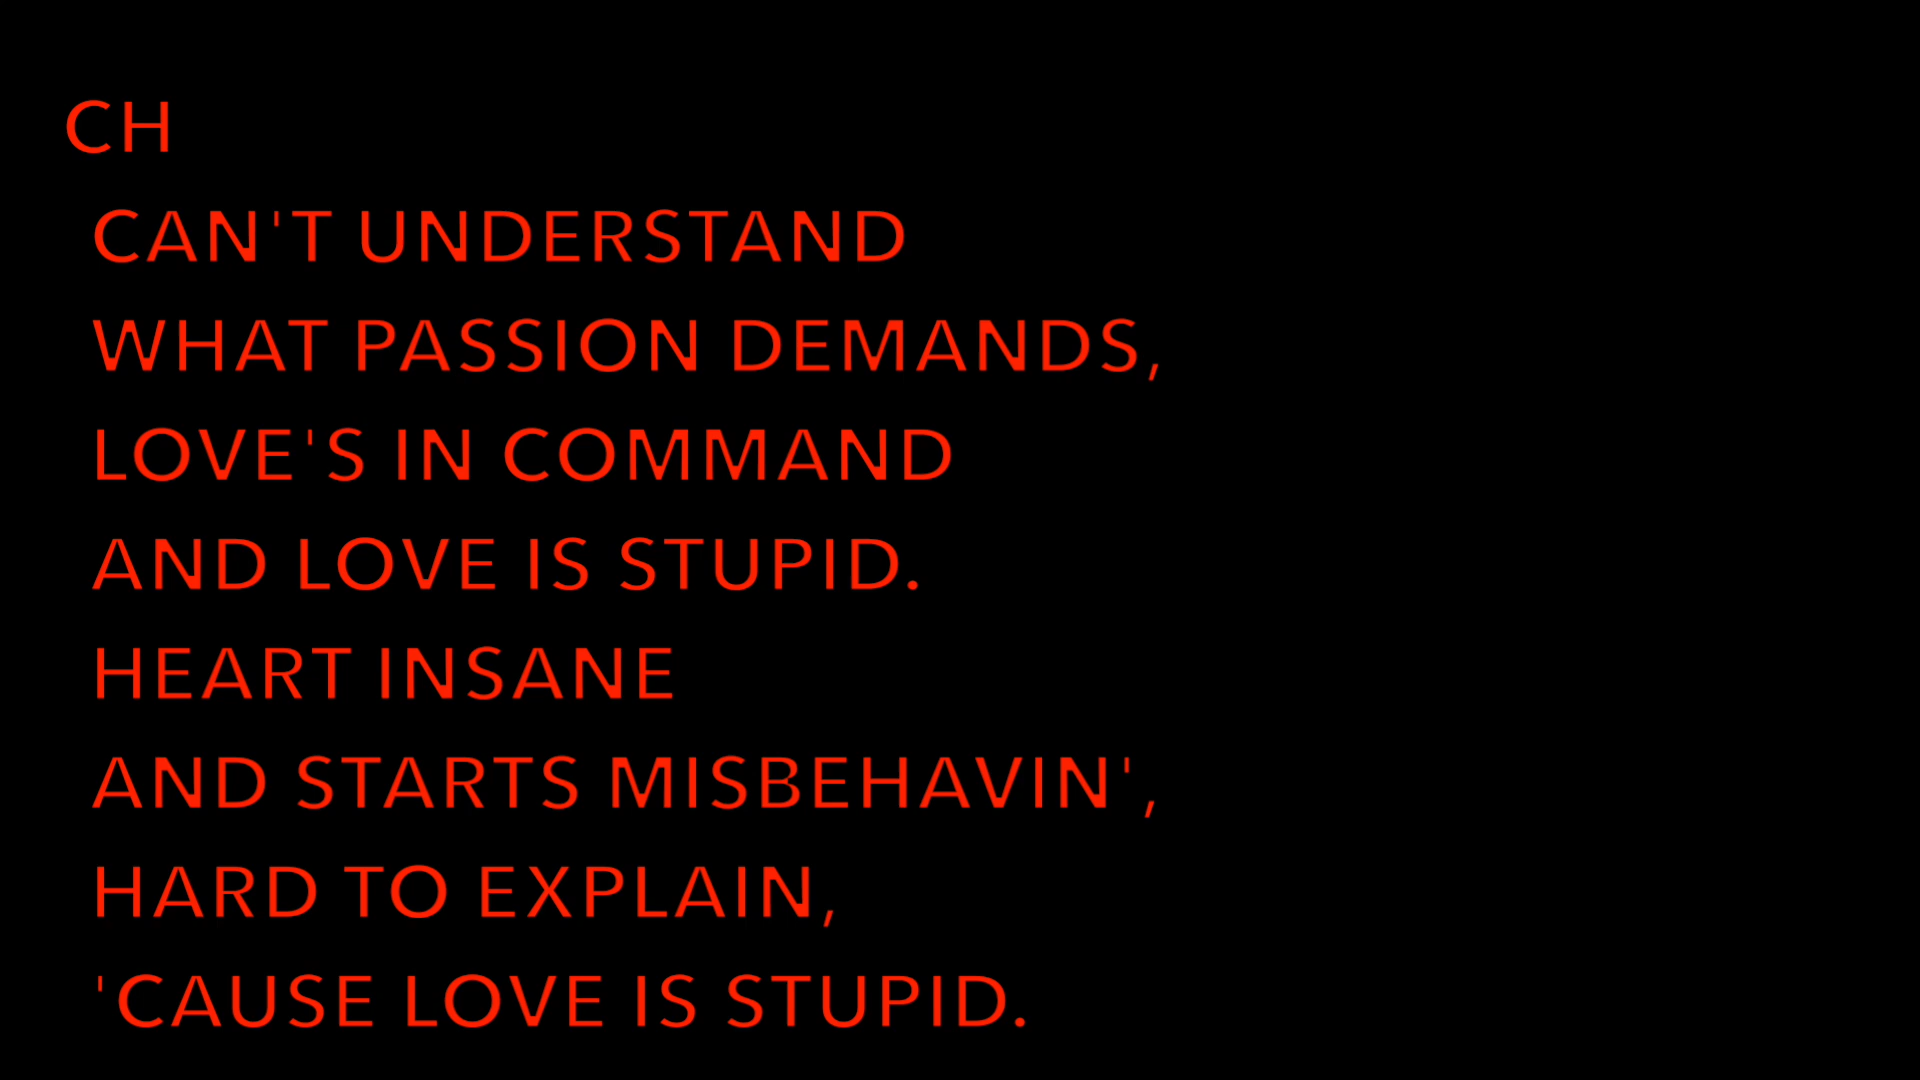 CH
CAN'T UNDERSTAND
WHAT PASSION DEMANDS,
LOVE'S IN COMMAND
AND LOVE IS STUPID.
HEART INSANE
AND STARTS MISBEHAVIN',
HARD TO EXPLAIN,
'CAUSE LOVE IS STUPID.